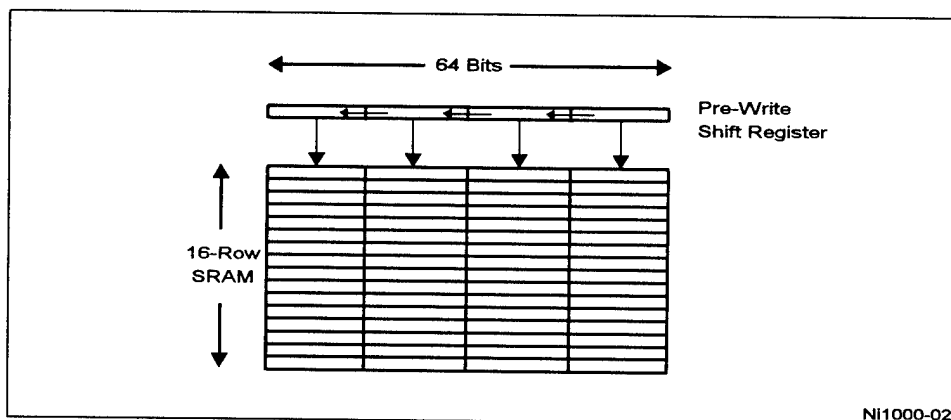 64 Bits
Pre-Write
Shift Register
16-Row
SRAM
Ni1000-02